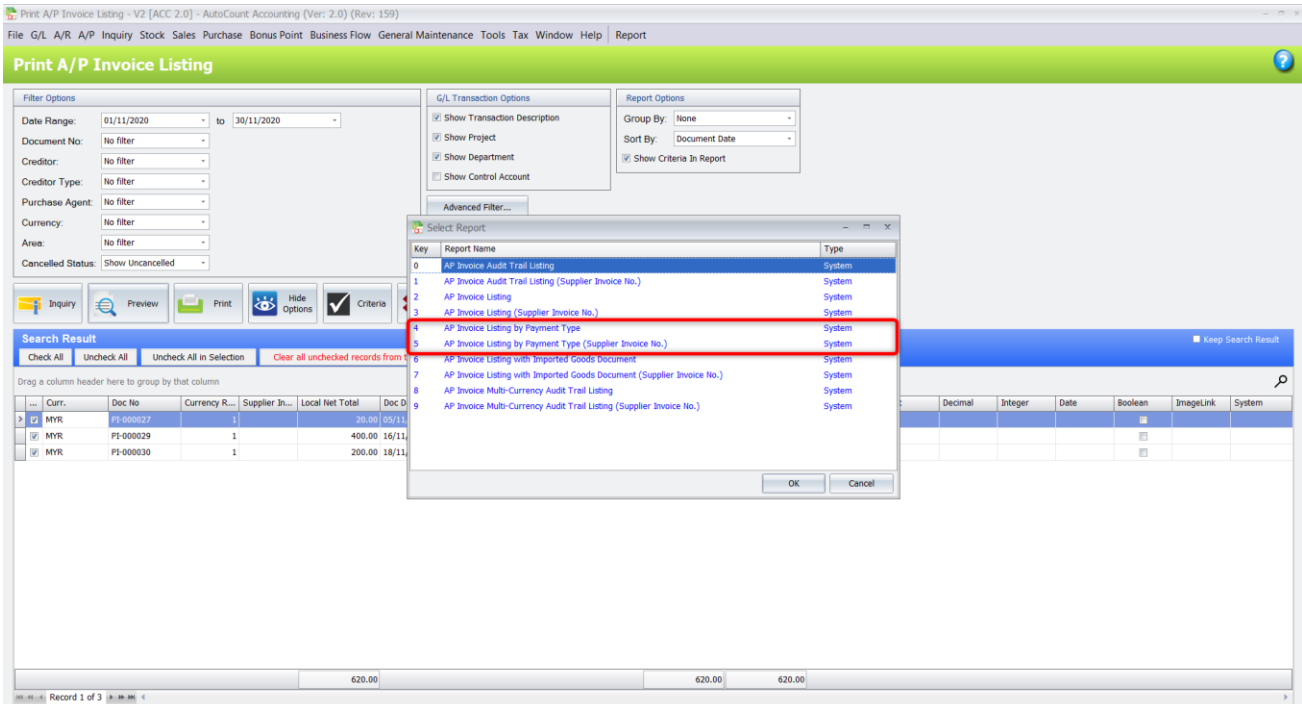 Print A/P Invoice Listing - V2 [ACC 2.0] - AutoCount Accounting (Ver: 2.0) (Rev: 159)
File G/L A/R A/P Inquiry Stock Sales Purchase Bonus Point Business Flow General Maintenance Tools Tax Window Help Report
Print A/P Invoice Listing
Filter Options
Date Range: 01/11/2020 to 30/11/2020
Document No: No filter
Creditor: No filter
Creditor Type: No filter
Purchase Agent: No filter
Currency: No filter
Area: No filter
Cancelled Status: Show Uncancelled
G/L Transaction Options
Show Transaction Description
Show Project
Show Department
Show Control Account
Advanced Filter...
Report Options
Group By: None
Sort By: Document Date
Show Criteria In Report
Inquiry Preview Print Hide Options Criteria
Select Report
Key Report Name Type
0 AP Invoice Audit Trail Listing System
1 AP Invoice Audit Trail Listing (Supplier Invoice No.) System
2 AP Invoice Listing System
3 AP Invoice Listing (Supplier Invoice No.) System
4 AP Invoice Listing by Payment Type System
5 AP Invoice Listing by Payment Type (Supplier Invoice No.) System
6 AP Invoice Listing with Imported Goods Document System
7 AP Invoice Listing with Imported Goods Document (Supplier Invoice No.) System
8 AP Invoice Multi-Currency Audit Trail Listing System
9 AP Invoice Multi-Currency Audit Trail Listing (Supplier Invoice No.) System
OK Cancel
Search Result
Keep Search Result
Check All Uncheck All Uncheck All in Selection Clear all unchecked records from
Drag a column header here to group by that column
... Curr. Doc No Currency R... Supplier In... Local Net Total Doc D Decimal Integer Date Boolean ImageLink System
MYR PI-000027 1 20.00 05/11
MYR PI-000029 1 400.00 16/11
MYR PI-000030 1 200.00 18/11
620.00 620.00 620.00
Record 1 of 3